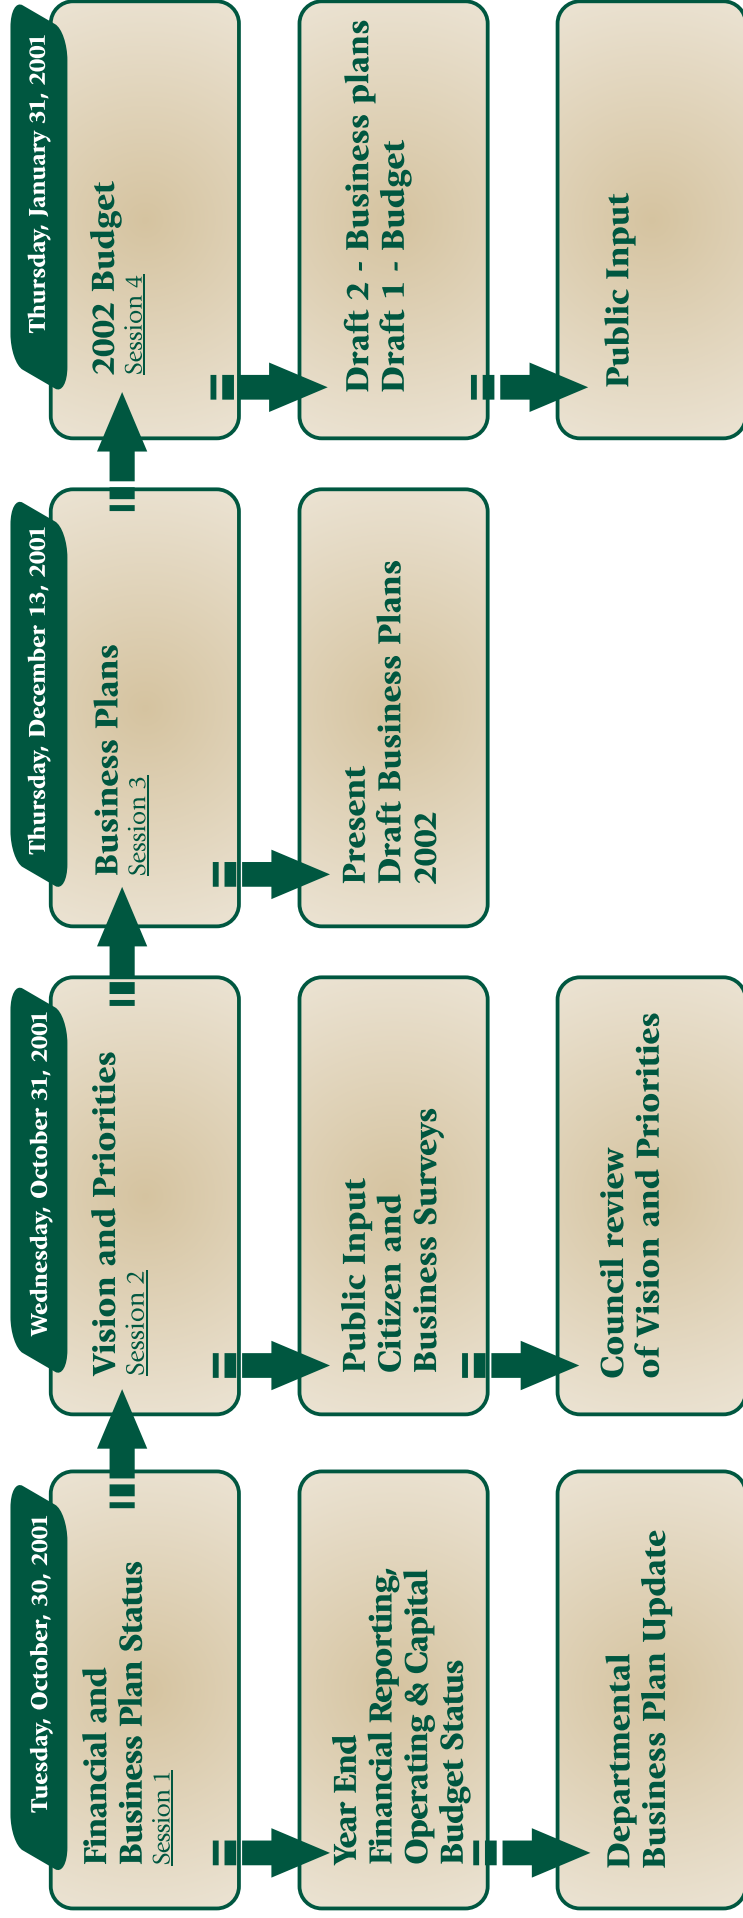 Tuesday, October, 30, 2001
Financial and
Business Plan Status
Session 1
Year End
Financial Reporting,
Operating & Capital
Budget Status
Departmental
Business Plan Update
Wednesday, October 31, 2001
Vision and Priorities
Session 2
Public Input
Citizen and
Business Surveys
Council review
of Vision and Priorities
Thursday, December 13, 2001
Business Plans
Session 3
Present
Draft Business Plans
2002
Thursday, January 31, 2001
2002 Budget
Session 4
Draft 2 - Business plans
Draft 1 - Budget
Public Input